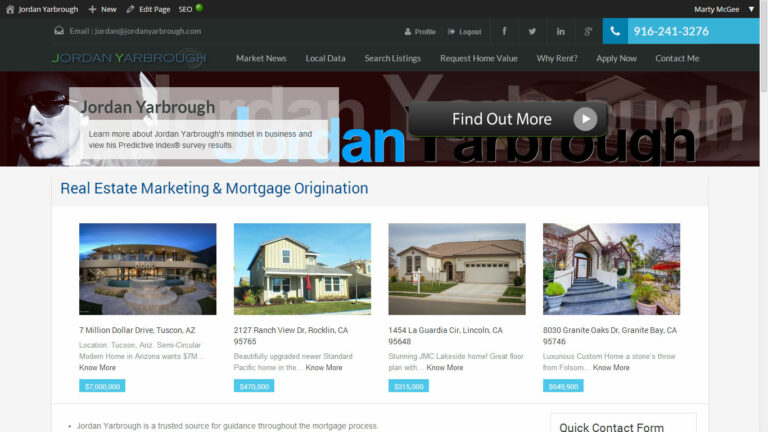 Jordan Yarbrough New Edit Page SEO Marty McGee
Email : jordan@jordanyarbrough.com Profile Logout 916-241-3276
JORDAN YARBROUGH Market News Local Data Search Listings Request Home Value Why Rent? Apply Now Contact Me
Jordan Yarbrough
Jordan Yarbrough
Learn more about Jordan Yarbrough's mindset in business and
view his Predictive Index® survey results.
Find Out More
Jordan Yarbrough
Real Estate Marketing & Mortgage Origination
7 Million Dollar Drive, Tuscon, AZ
Location: Tucson, Ariz. Semi-Circular
Modern Home in Arizona wants $7M...
Know More
$7,000,000
2127 Ranch View Dr, Rocklin, CA
95765
Beautifully upgraded newer Standard
Pacific home in the... Know More
$470,000
1454 La Guardia Cir, Lincoln, CA
95648
Stunning JMC Lakeside home! Great floor
plan with... Know More
$315,000
8030 Granite Oaks Dr, Granite Bay, CA
95746
Luxurious Custom Home a stone's throw
from Folsom... Know More
$649,900
Jordan Yarbrough is a trusted source for guidance throughout the mortgage process.
Quick Contact Form